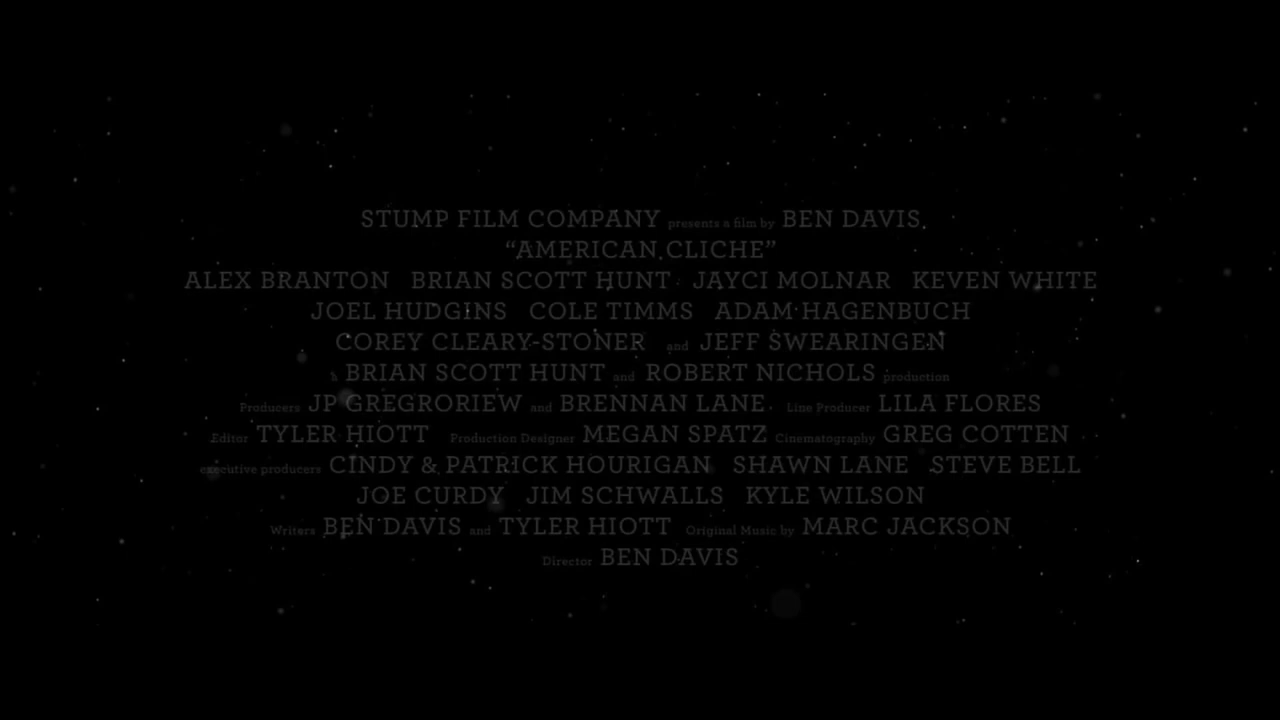 STUMP FILM COMPANY presents a film by BEN DAVIS
“AMERICAN CLICHE”
ALEX BRANTON BRIAN SCOTT HUNT JAYCI MOLNAR KEVEN WHITE
JOEL HUDGINS COLE TIMMS ADAM HAGENBUCH
COREY CLEARY-STONER and JEFF SWEARINGEN
a BRIAN SCOTT HUNT and ROBERT NICHOLS production
Producers JP GREGRORIEW and BRENNAN LANE Line Producer LILA FLORES
Editor TYLER HIOTT Production Designer MEGAN SPATZ Cinematography GREG COTTEN
executive producers CINDY & PATRICK HOURIGAN SHAWN LANE STEVE BELL
JOE CURDY JIM SCHWALLS KYLE WILSON
Writers BEN DAVIS and TYLER HIOTT Original Music by MARC JACKSON
Director BEN DAVIS